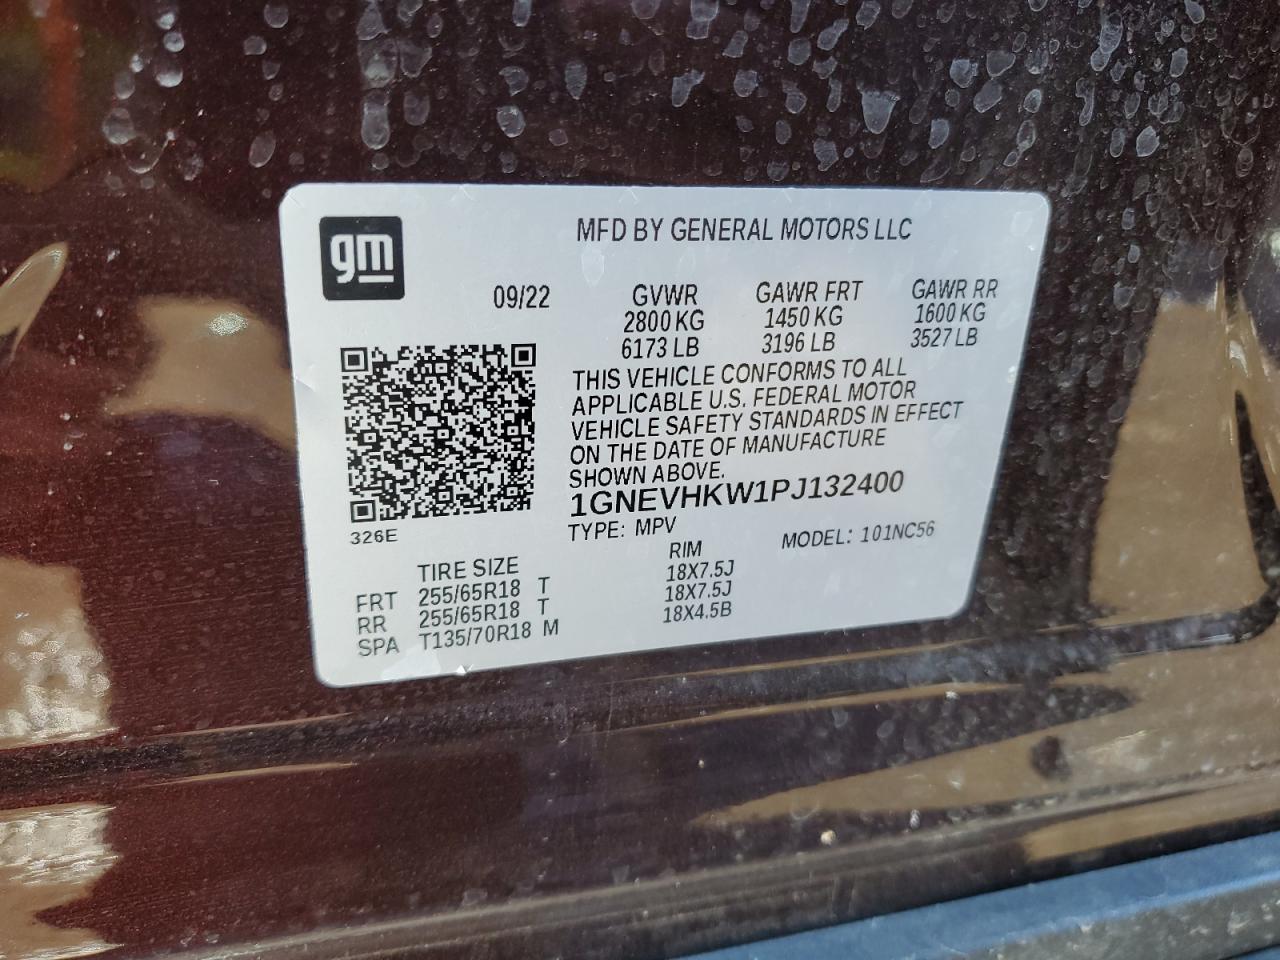 gm
MFD BY GENERAL MOTORS LLC
09/22 GVWR GAWR FRT GAWR RR
2800 KG 1450 KG 1600 KG
6173 LB 3196 LB 3527 LB
THIS VEHICLE CONFORMS TO ALL
APPLICABLE U.S. FEDERAL MOTOR
VEHICLE SAFETY STANDARDS IN EFFECT
ON THE DATE OF MANUFACTURE
SHOWN ABOVE.
1GNEVHKW1PJ132400
326E
TYPE: MPV MODEL: 101NC56
TIRE SIZE RIM
FRT 255/65R18 T 18X7.5J
RR 255/65R18 T 18X7.5J
SPA T135/70R18 M 18X4.5B